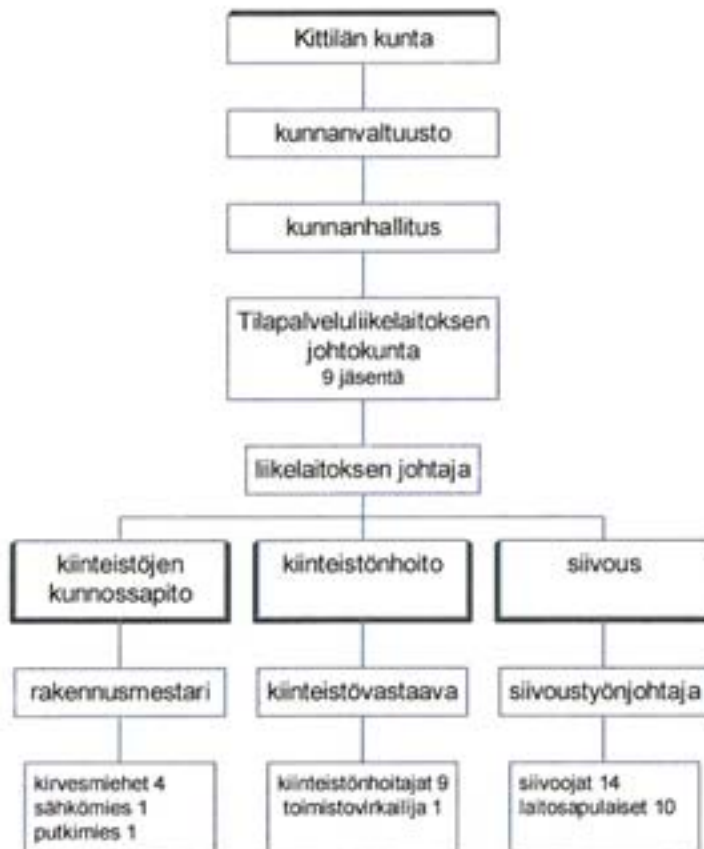 Kittilän kunta
kunnanvaltuusto
kunnanhallitus
Tilapalveluliikelaitoksen
johtokunta
9 jäsentä
liikelaitoksen johtaja
kiinteistöjen
kunnossapito
kiinteistönhoito
siivous
rakennusmestari
kiinteistövastaava
siivoustyönjohtaja
kirvesmiehet 4
sähkömies 1
putkimies 1
kiinteistönhoitajat 9
toimistovirkailija 1
siivoojat 14
laitosapulaiset 10